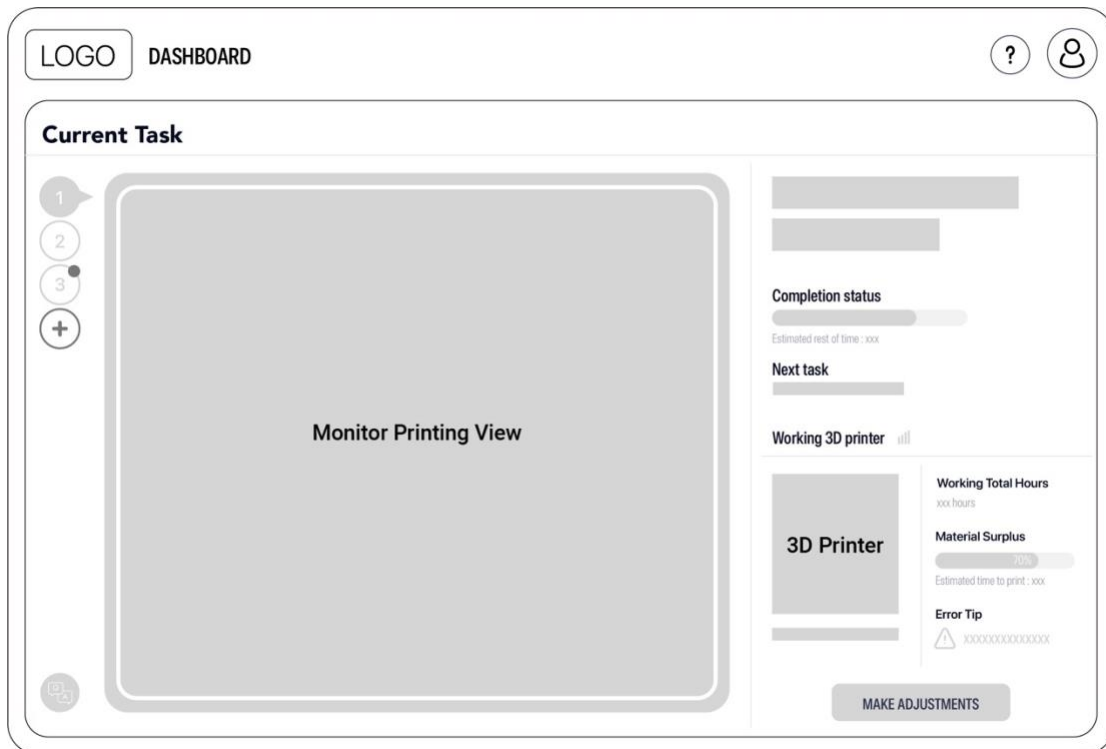 LOGO
DASHBOARD
?
Current Task
1
2
3
+
Monitor Printing View
Completion status
Estimated rest of time : xxx
Next task
Working 3D printer
3D Printer
Working Total Hours
xxx hours
Material Surplus
70%
Estimated time to print : xxx
Error Tip
XXXXXXXXXXXXXX
MAKE ADJUSTMENTS
Q
A